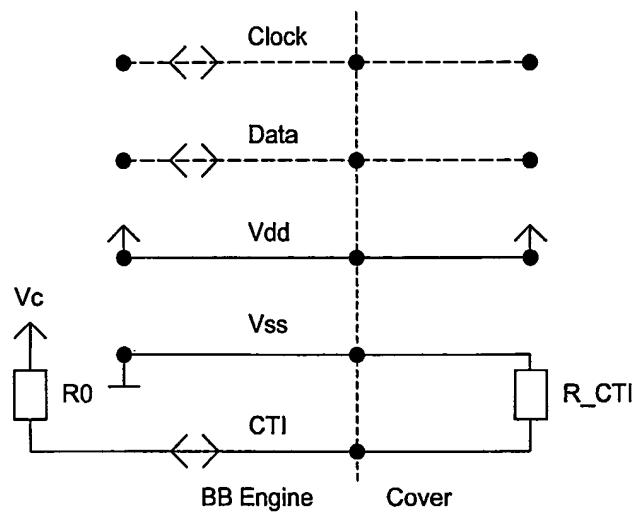 Clock
Data
Vdd
Vc
Vss
R0
R_CTI
CTI
BB Engine
Cover